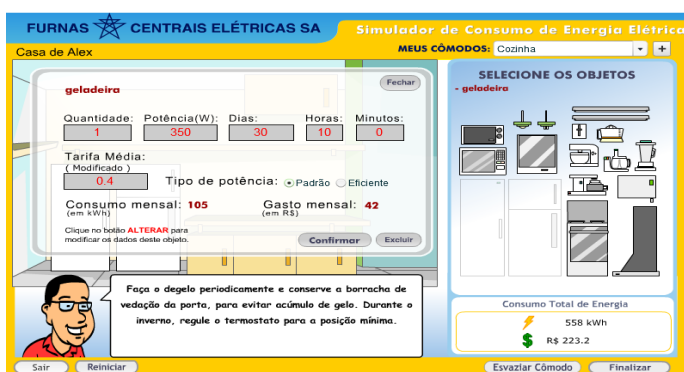 FURNAS CENTRAIS ELÉTRICAS SA
Simulador de Consumo de Energia Elétrica
Casa de Alex
MEUS CÔMODOS: Cozinha
+
geladeira
Fechar
Quantidade: Potência(W): Dias: Horas: Minutos:
1 350 30 10 0
Tarifa Média:
( Modificado )
0.4
Tipo de potência: Padrão Eficiente
Consumo mensal: 105 Gasto mensal: 42
(em kWh) (em R$)
Clique no botão ALTERAR para
modificar os dados deste objeto.
Confirmar Excluir
Faça o degelo periodicamente e conserve a borracha de
vedação da porta, para evitar acúmulo de gelo. Durante o
inverno, regule o termostato para a posição mínima.
SELECIONE OS OBJETOS
- geladeira
Consumo Total de Energia
558 kWh
$ R$ 223.2
Sair Reiniciar Esvaziar Cômodo Finalizar